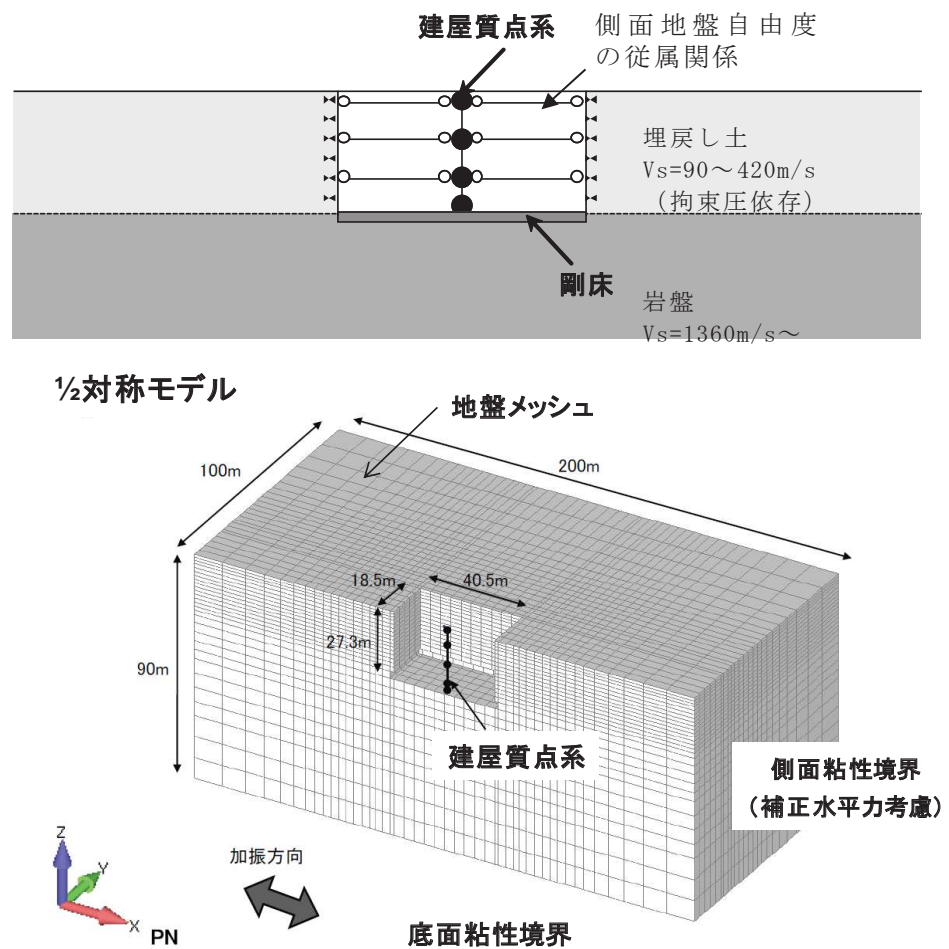 建屋質点系
側面地盤自由度
の従属関係
埋戻し土
Vs=90～420m/s
(拘束圧依存)
剛床
岩盤
Vs=1360m/s～
½対称モデル
地盤メッシュ
100m
200m
18.5m
40.5m
27.3m
90m
建屋質点系
側面粘性境界
(補正水平力考慮)
Z
Y
X
PN
加振方向
底面粘性境界